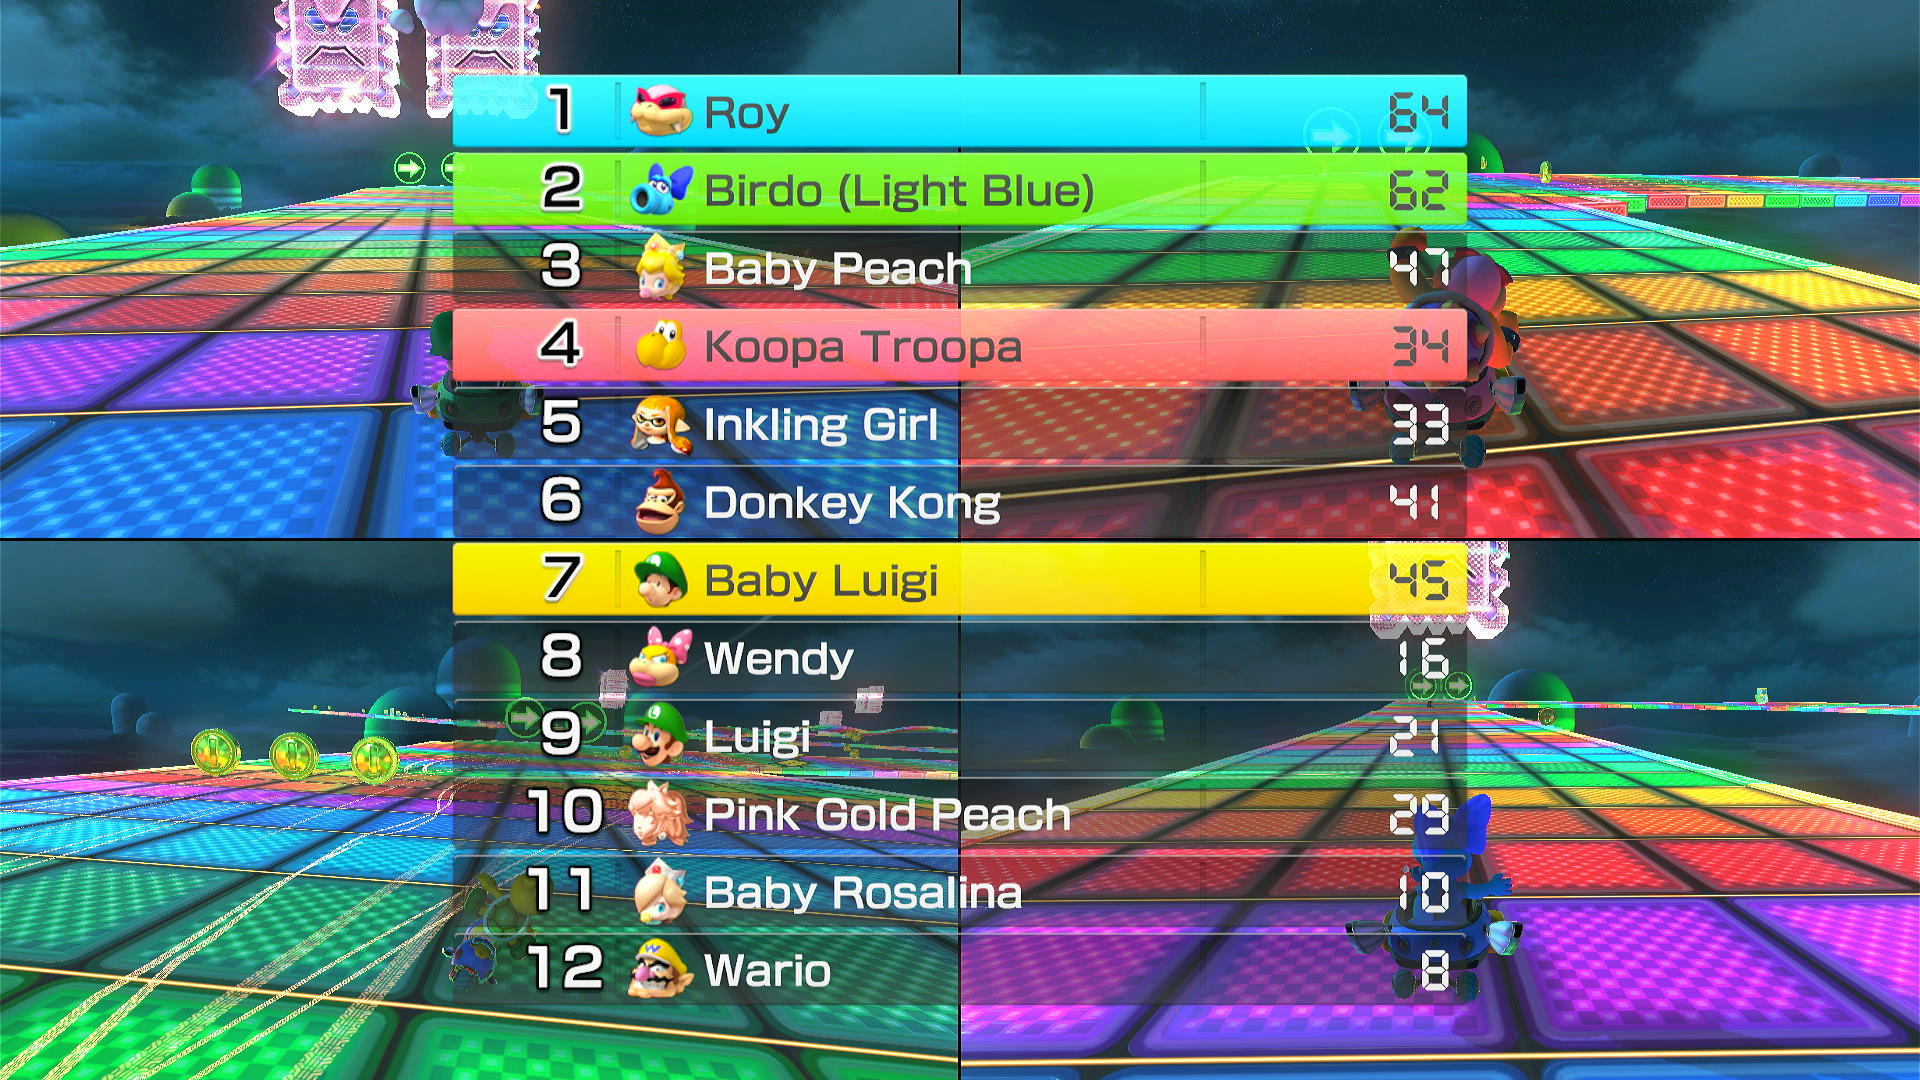 1 Roy 64
2 Birdo (Light Blue) 62
3 Baby Peach 47
4 Koopa Troopa 34
5 Inkling Girl 33
6 Donkey Kong 41
7 Baby Luigi 45
8 Wendy 16
9 Luigi 21
10 Pink Gold Peach 29
11 Baby Rosalina 10
12 Wario 8